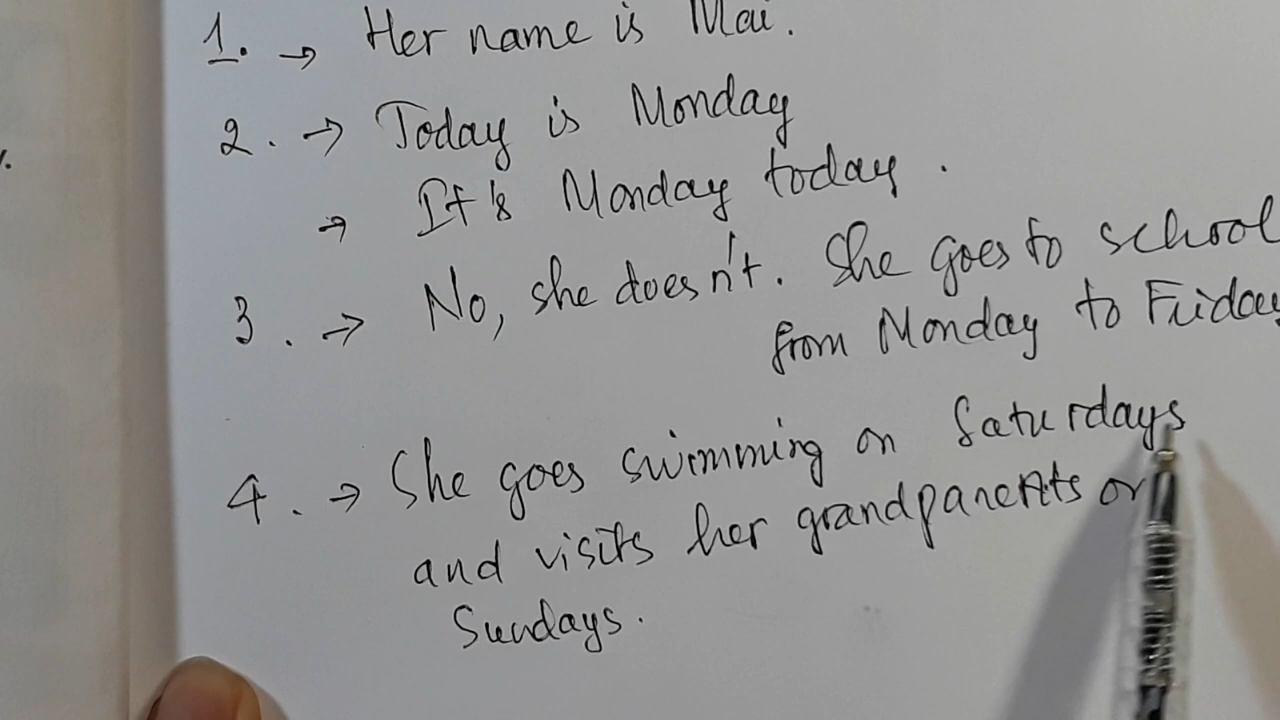 1. → Her name is Mai.
2. → Today is Monday
→ It's Monday today.
3. → No, she doesn't. She goes to school
from Monday to Friday
4. → She goes swimming on Saturdays
and visits her grandparents
Sundays.